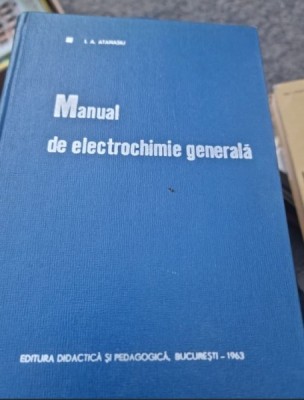 I. A. ATANASIU
Manual
de electrochimie generală
EDITURA DIDACTICĂ ȘI PEDAGOGICĂ, BUCUREȘTI – 1963